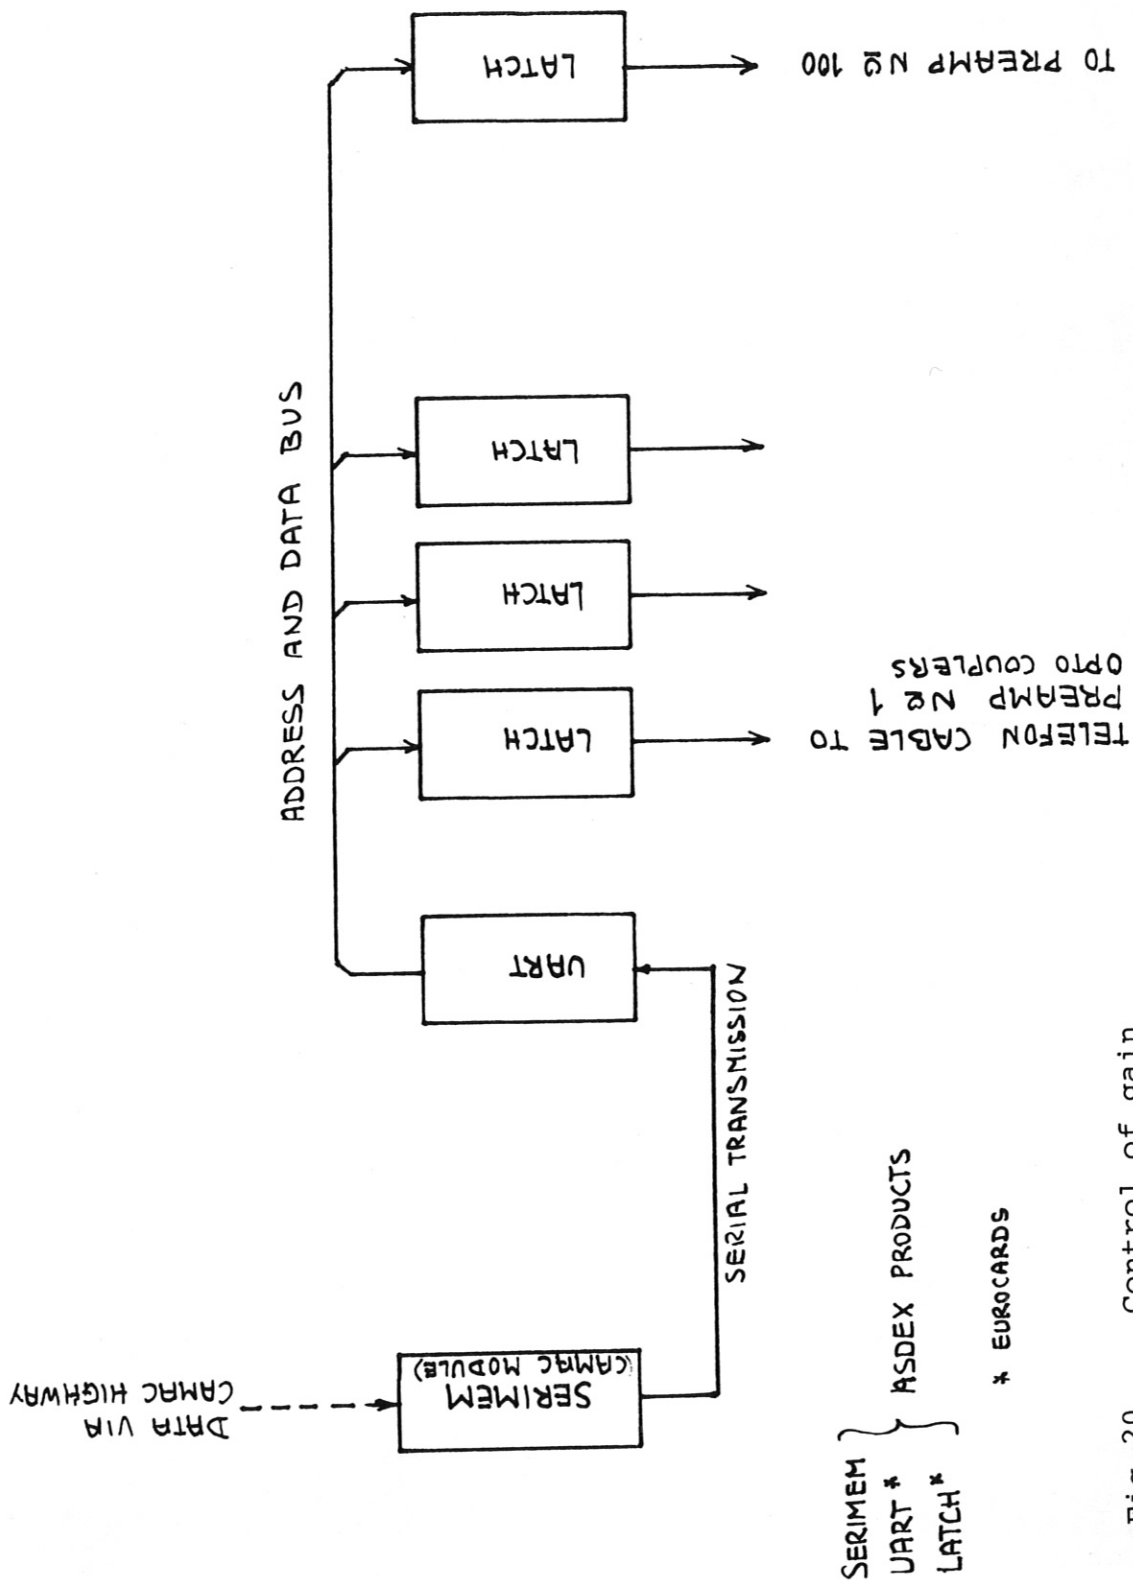 DATA VIA
CAMAC HIGHWAY
SERIMEM
(CAMAC MODULE)
SERIAL TRANSMISSION
UART
ADDRESS AND DATA BUS
LATCH
LATCH
LATCH
LATCH
TELEFON CABLE TO
PREAMP Nº 1
OPTO COUPLERS
TO PREAMP Nº 100
SERIMEM
UART *
LATCH*
ASDEX PRODUCTS
* EUROCARDS
Control of gain